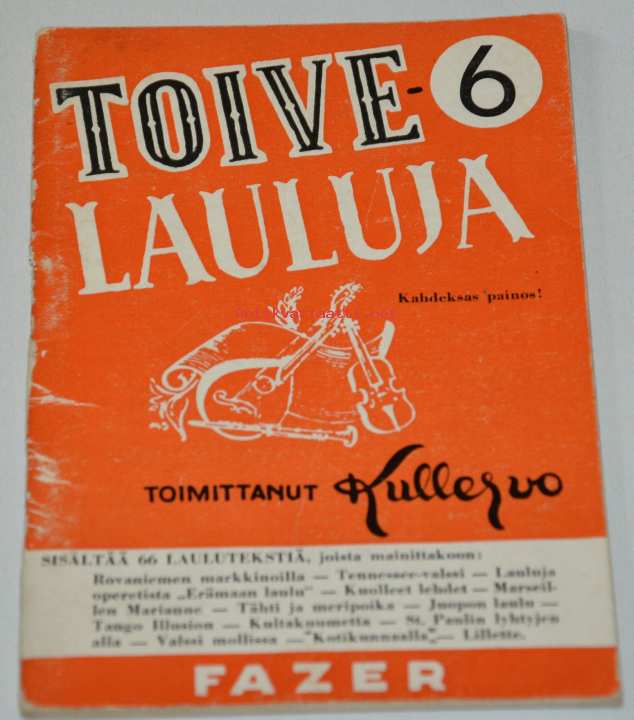 TOIVE-6
LAULUJA
Kahdeksas painos!
TOIMITTANUT Kullervo
SISÄLTÄÄ 66 LAULUTEKSTIÄ, joista mainittakoon:
Rovaniemen markkinoilla — Tennessee-valssi — Lauluja
operetista „Erämaan laulu" — Kuolleet lehdet — Marseil-
len Marianne — Tähti ja meripoika — Juopon laulu —
Tango Illusion — Kultakuumetta — St. Paulin lyhtyjen
alla — Valssi mollissa — "Kotikunnaalla" — Lillette.
FAZER